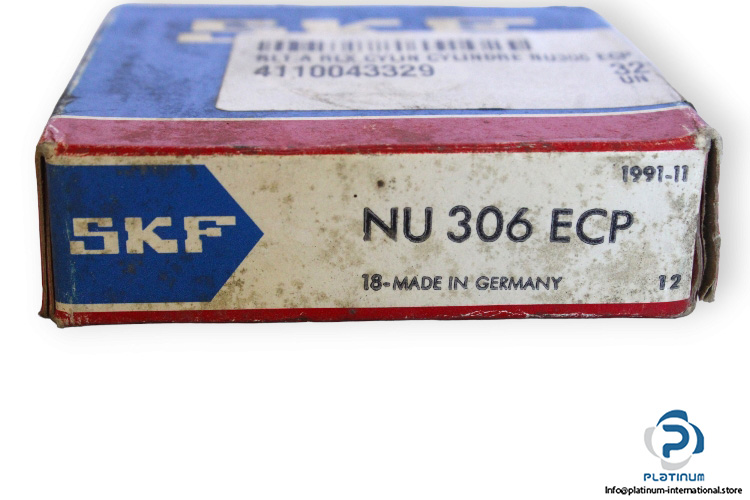 SKF
RLT A RLX CYLIN CYLINDRE NU306 ECP
4110043329
32
UN
1991-11
SKF
NU 306 ECP
18-MADE IN GERMANY
12
PLATINUM
Info@platinum-international.store